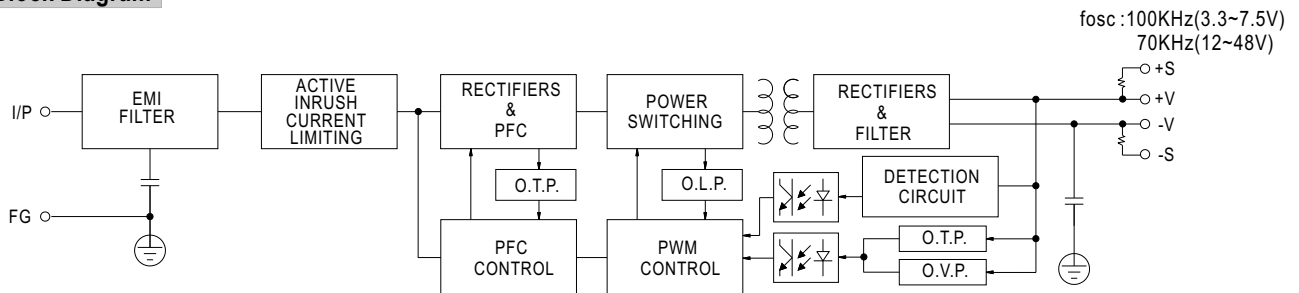 Block Diagram
fosc :100KHz(3.3~7.5V)
70KHz(12~48V)
I/P
EMI
FILTER
ACTIVE
INRUSH
CURRENT
LIMITING
RECTIFIERS
&
PFC
POWER
SWITCHING
RECTIFIERS
&
FILTER
+S
+V
-V
-S
O.T.P.
O.L.P.
DETECTION
CIRCUIT
FG
PFC
CONTROL
PWM
CONTROL
O.T.P.
O.V.P.